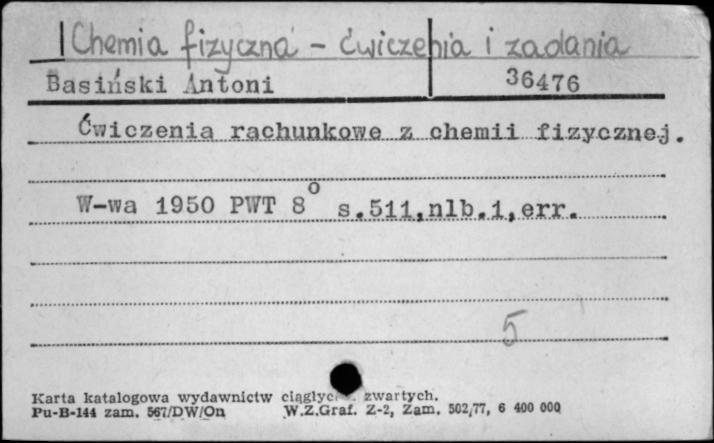 Chemia fizyczna - ćwiczenia i zadania
Basiński Antoni 36476
Ćwiczenia rachunkowe z chemii fizycznej.
W-wa 1950 PWT 8° s.511,nlb.1,err.
5
Karta katalogowa wydawnictw ciągłych zwartych.
Pu-B-144 zam. 567/DW/On W.Z.Graf. Z-2, Zam. 502/77, 6 400 000